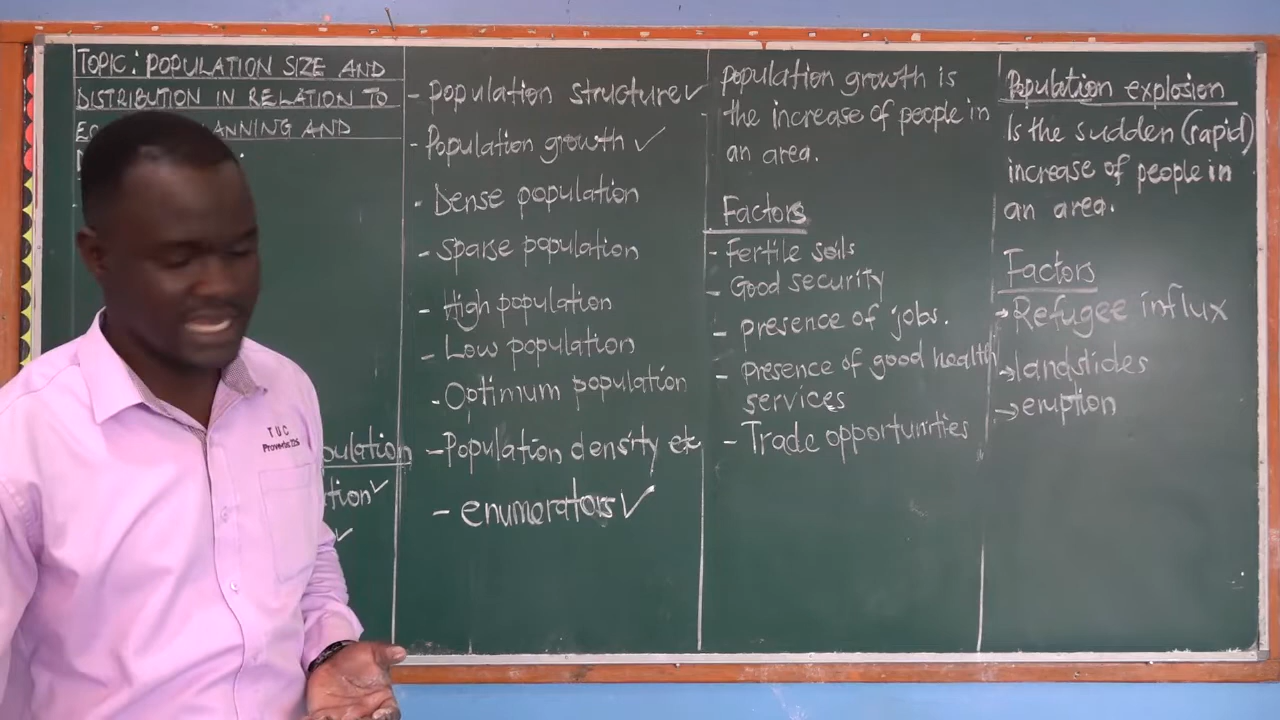 TOPIC: POPULATION SIZE AND
DISTRIBUTION IN RELATION TO
AND
pulation
tion✓
✓
- Population structure✓
- Population growth ✓
- Dense population
- Sparse population
- High population
- Low population
- Optimum population
- Population density etc
- enumerators ✓
Population growth is
the increase of people in
an area.
Factors
- Fertile soils
- Good security
- presence of jobs.
- Presence of good health
services
- Trade opportunities
Population explosion
Is the sudden (rapid)
increase of people in
an area.
Factors
→Refugee influx
→landslides
→eruption
T U C